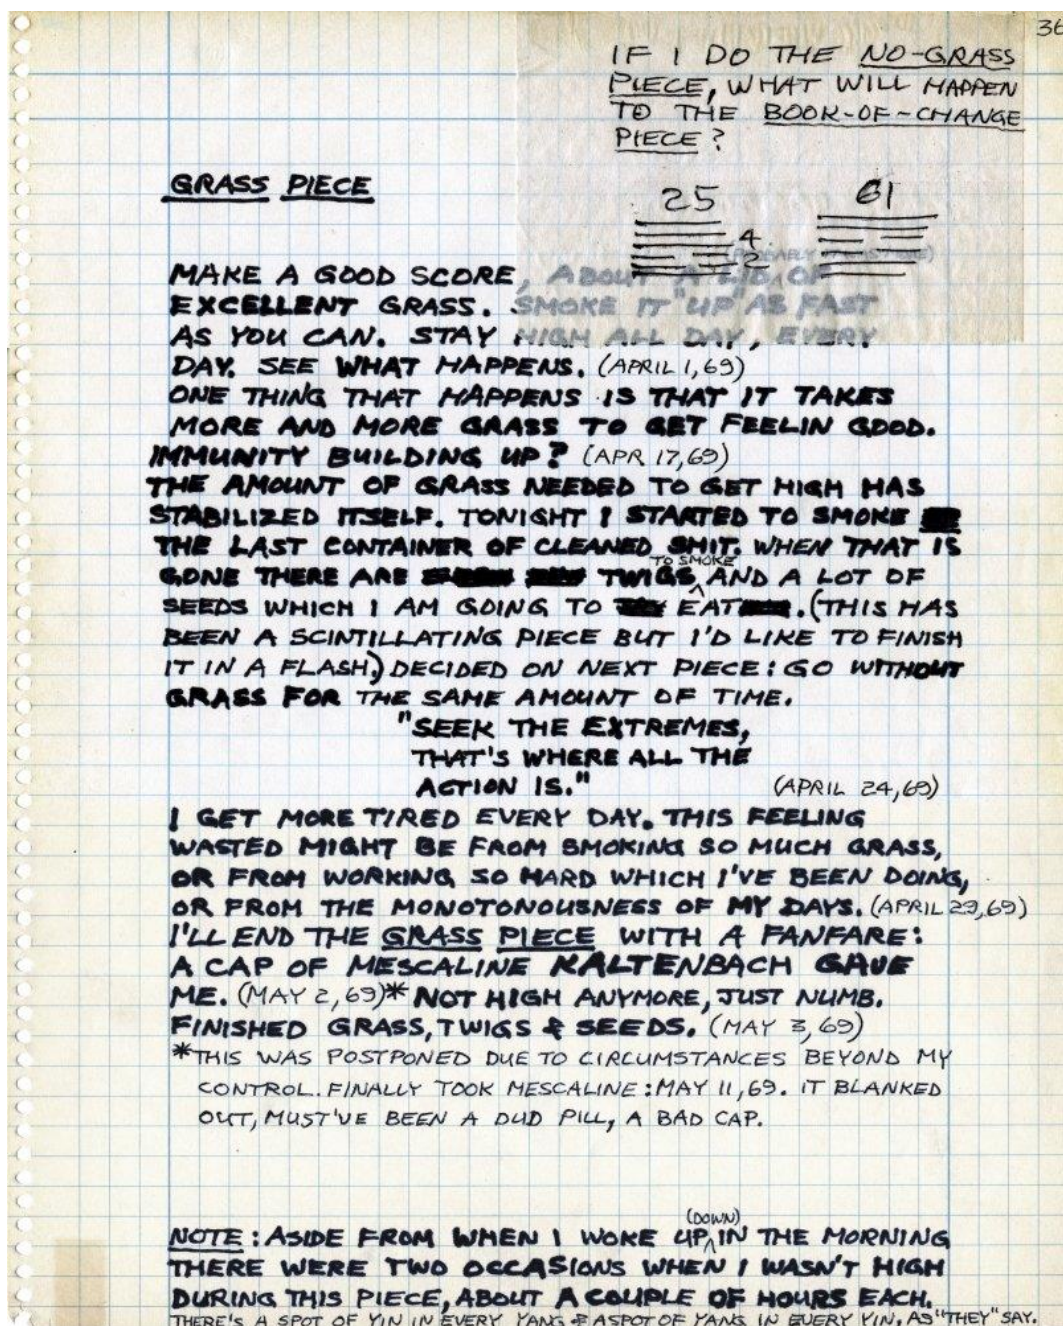 36
IF I DO THE NO-GRASS
PIECE, WHAT WILL HAPPEN
TO THE BOOK-OF-CHANGE
PIECE?
GRASS PIECE
25 61
4
2
MAKE A GOOD SCORE, ABOUT A LID OF
EXCELLENT GRASS. SMOKE IT "UP" AS FAST
AS YOU CAN. STAY HIGH ALL DAY, EVERY
DAY. SEE WHAT HAPPENS. (APRIL 1,69)
ONE THING THAT HAPPENS IS THAT IT TAKES
MORE AND MORE GRASS TO GET FEELIN GOOD.
IMMUNITY BUILDING UP? (APR 17,69)
THE AMOUNT OF GRASS NEEDED TO GET HIGH HAS
STABILIZED ITSELF. TONIGHT I STARTED TO SMOKE
THE LAST CONTAINER OF CLEANED SHIT. WHEN THAT IS
GONE THERE ARE TWIGS TO SMOKE AND A LOT OF
SEEDS WHICH I AM GOING TO EAT. (THIS HAS
BEEN A SCINTILLATING PIECE BUT I'D LIKE TO FINISH
IT IN A FLASH.) DECIDED ON NEXT PIECE: GO WITHOUT
GRASS FOR THE SAME AMOUNT OF TIME.
"SEEK THE EXTREMES,
THAT'S WHERE ALL THE
ACTION IS." (APRIL 24,69)
I GET MORE TIRED EVERY DAY. THIS FEELING
WASTED MIGHT BE FROM SMOKING SO MUCH GRASS,
OR FROM WORKING SO HARD WHICH I'VE BEEN DOING,
OR FROM THE MONOTONOUSNESS OF MY DAYS. (APRIL 29,69)
I'LL END THE GRASS PIECE WITH A FANFARE:
A CAP OF MESCALINE KALTENBACH GAVE
ME. (MAY 2,69)* NOT HIGH ANYMORE, JUST NUMB.
FINISHED GRASS, TWIGS & SEEDS. (MAY 3,69)
*THIS WAS POSTPONED DUE TO CIRCUMSTANCES BEYOND MY
CONTROL. FINALLY TOOK MESCALINE: MAY 11,69. IT BLANKED
OUT, MUST'VE BEEN A DUD PILL, A BAD CAP.
NOTE: ASIDE FROM WHEN I WOKE UP (DOWN) IN THE MORNING
THERE WERE TWO OCCASIONS WHEN I WASN'T HIGH
DURING THIS PIECE, ABOUT A COUPLE OF HOURS EACH.
THERE'S A SPOT OF YIN IN EVERY YANG & A SPOT OF YANG IN EVERY YIN, AS "THEY" SAY.